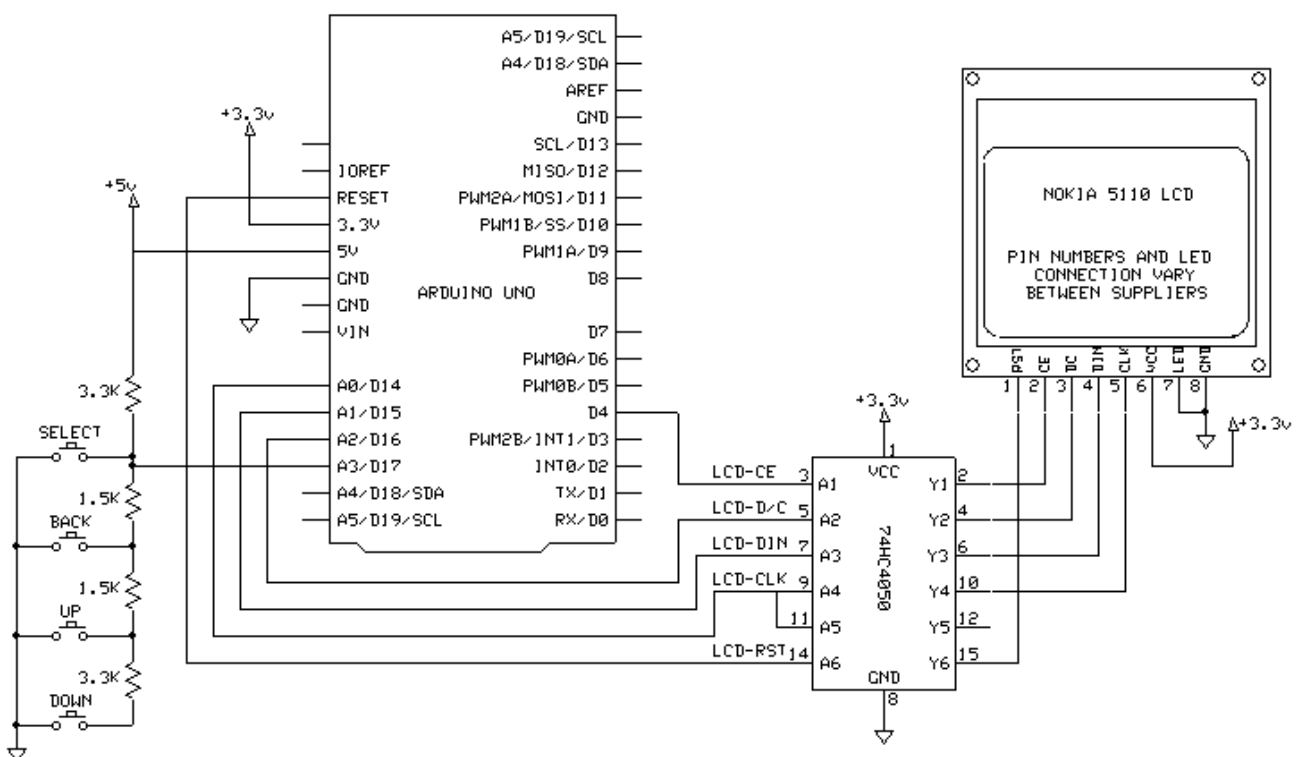 A5/D19/SCL
A4/D18/SDA
AREF
GND
SCL/D13
MISO/D12
PWM2A/MOSI/D11
PWM1B/SS/D10
PWM1A/D9
D8
D7
PWM0A/D6
PWM0B/D5
D4
PWM2B/INT1/D3
INT0/D2
TX/D1
RX/D0
IOREF
RESET
3.3V
5V
GND
GND
VIN
A0/D14
A1/D15
A2/D16
A3/D17
A4/D18/SDA
A5/D19/SCL
ARDUINO UNO
+3.3v
+5v
3.3K
SELECT
1.5K
BACK
1.5K
UP
3.3K
DOWN
NOKIA 5110 LCD
PIN NUMBERS AND LED
CONNECTION VARY
BETWEEN SUPPLIERS
RST
CE
DC
DIN
CLK
VCC
LED
GND
1 2 3 4 5 6 7 8
+3.3v
+3.3v
1
VCC
LCD-CE 3 A1
LCD-D/C 5 A2
LCD-DIN 7 A3
LCD-CLK 9 A4
11 A5
LCD-RST 14 A6
74HC4050
Y1 2
Y2 4
Y3 6
Y4 10
Y5 12
Y6 15
GND
8